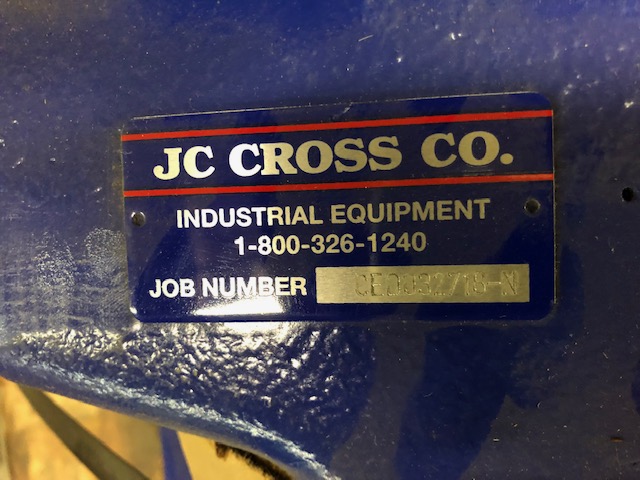 JC CROSS CO.
INDUSTRIAL EQUIPMENT
1-800-326-1240
JOB NUMBER